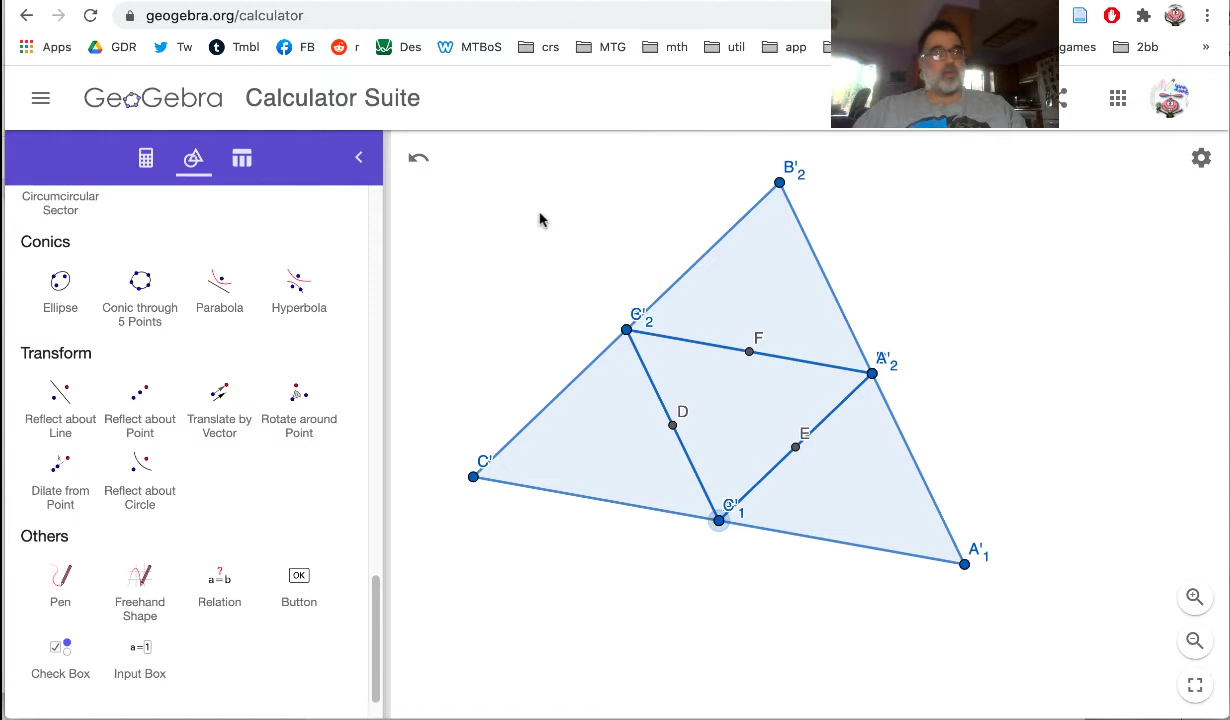 geogebra.org/calculator
Apps GDR Tw Tmbl FB r Des MTBoS crs MTG mth util app games 2bb »
GeoGebra Calculator Suite
Circumcircular
Sector
Conics
Ellipse Conic through Parabola Hyperbola
5 Points
Transform
Reflect about Reflect about Translate by Rotate around
Line Point Vector Point
Dilate from Reflect about
Point Circle
Others
a=b ? OK
Pen Freehand Relation Button
Shape
a=1
Check Box Input Box
B'2
C'2
F
A'2
D
E
C'
C'1
A'1